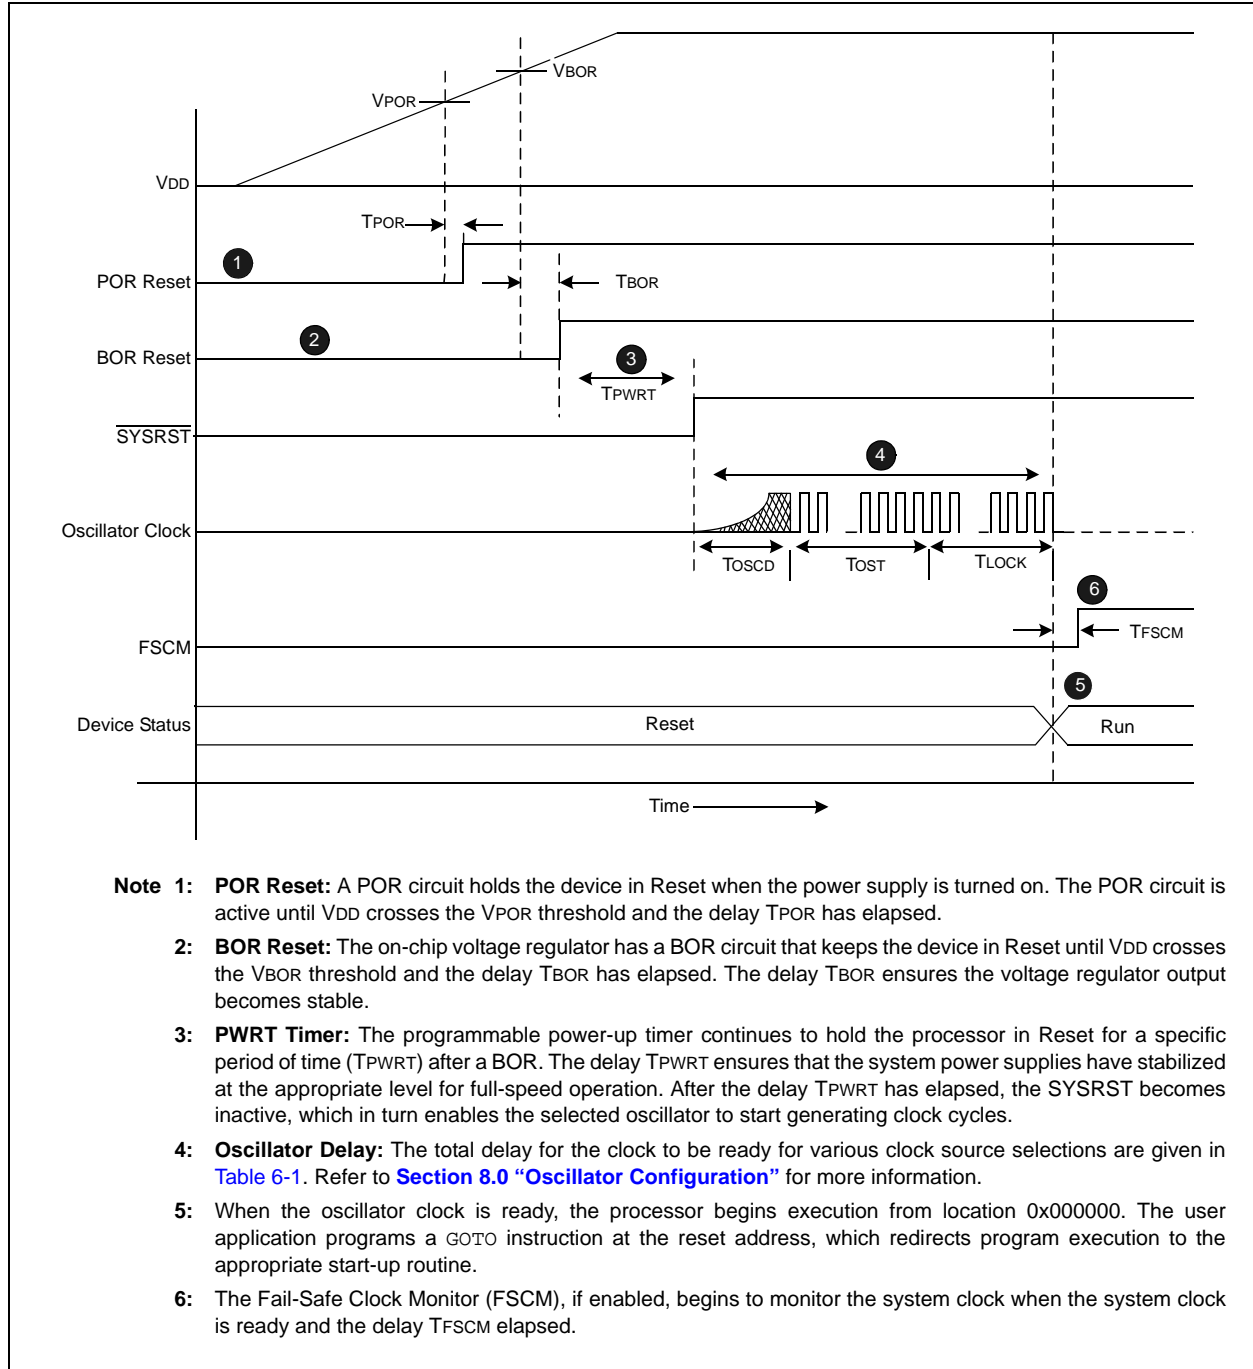 VBOR
VPOR
VDD
TPOR
1
POR Reset
TBOR
2
BOR Reset
3
TPWRT
SYSRST
4
Oscillator Clock
TOSCD
TOST
TLOCK
6
TFSCM
FSCM
5
Device Status
Reset
Run
Time
Note 1: POR Reset: A POR circuit holds the device in Reset when the power supply is turned on. The POR circuit is
active until VDD crosses the VPOR threshold and the delay TPOR has elapsed.
2: BOR Reset: The on-chip voltage regulator has a BOR circuit that keeps the device in Reset until VDD crosses
the VBOR threshold and the delay TBOR has elapsed. The delay TBOR ensures the voltage regulator output
becomes stable.
3: PWRT Timer: The programmable power-up timer continues to hold the processor in Reset for a specific
period of time (TPWRT) after a BOR. The delay TPWRT ensures that the system power supplies have stabilized
at the appropriate level for full-speed operation. After the delay TPWRT has elapsed, the SYSRST becomes
inactive, which in turn enables the selected oscillator to start generating clock cycles.
4: Oscillator Delay: The total delay for the clock to be ready for various clock source selections are given in
Table 6-1. Refer to Section 8.0 “Oscillator Configuration” for more information.
5: When the oscillator clock is ready, the processor begins execution from location 0x000000. The user
application programs a GOTO instruction at the reset address, which redirects program execution to the
appropriate start-up routine.
6: The Fail-Safe Clock Monitor (FSCM), if enabled, begins to monitor the system clock when the system clock
is ready and the delay TFSCM elapsed.